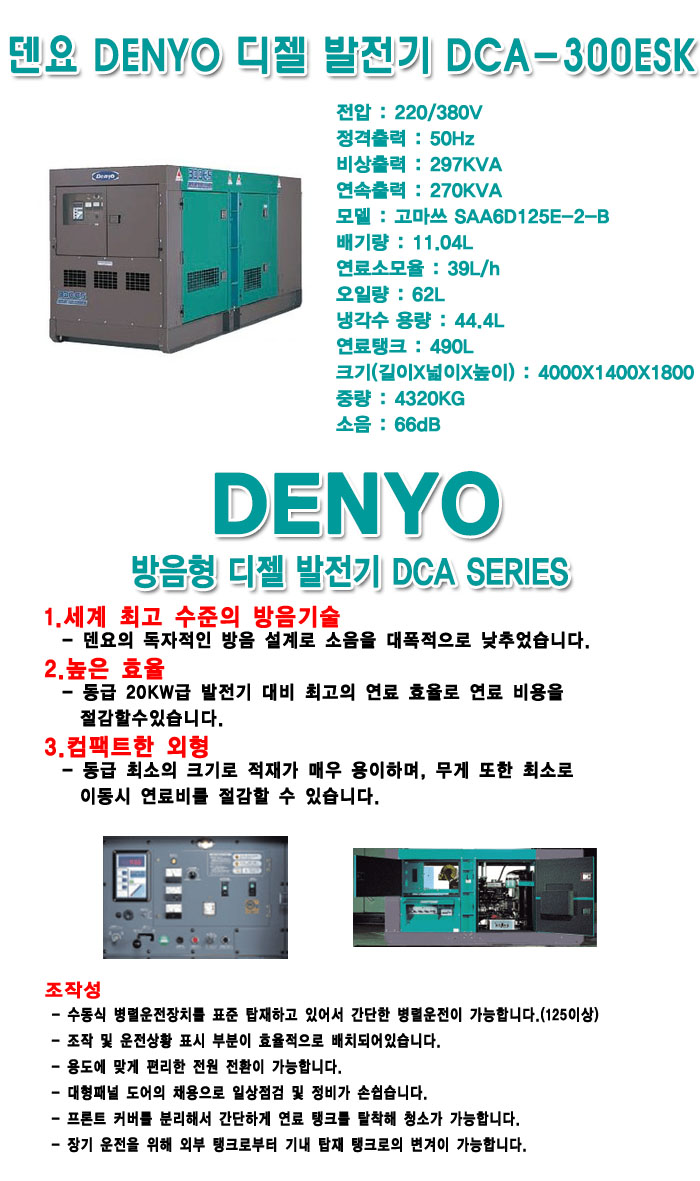 덴요 DENYO 디젤 발전기 DCA-300ESK
전압 : 220/380V
정격출력 : 50Hz
비상출력 : 297KVA
연속출력 : 270KVA
모델 : 고마쓰 SAA6D125E-2-B
배기량 : 11.04L
연료소모율 : 39L/h
오일량 : 62L
냉각수 용량 : 44.4L
연료탱크 : 490L
크기(길이X넓이X높이) : 4000X1400X1800
중량 : 4320KG
소음 : 66dB
Denyo
DENYO
방음형 디젤 발전기 DCA SERIES
1.세계 최고 수준의 방음기술
- 덴요의 독자적인 방음 설계로 소음을 대폭적으로 낮추었습니다.
2.높은 효율
- 동급 20KW급 발전기 대비 최고의 연료 효율로 연료 비용을
절감할수있습니다.
3.컴팩트한 외형
- 동급 최소의 크기로 적재가 매우 용이하며, 무게 또한 최소로
이동시 연료비를 절감할 수 있습니다.
조작성
- 수동식 병렬운전장치를 표준 탑재하고 있어서 간단한 병렬운전이 가능합니다.(125이상)
- 조작 및 운전상황 표시 부분이 효율적으로 배치되어있습니다.
- 용도에 맞게 편리한 전원 전환이 가능합니다.
- 대형패널 도어의 채용으로 일상점검 및 정비가 손쉽습니다.
- 프론트 커버를 분리해서 간단하게 연료 탱크를 탈착해 청소가 가능합니다.
- 장기 운전을 위해 외부 탱크로부터 기내 탑재 탱크로의 변겨이 가능합니다.